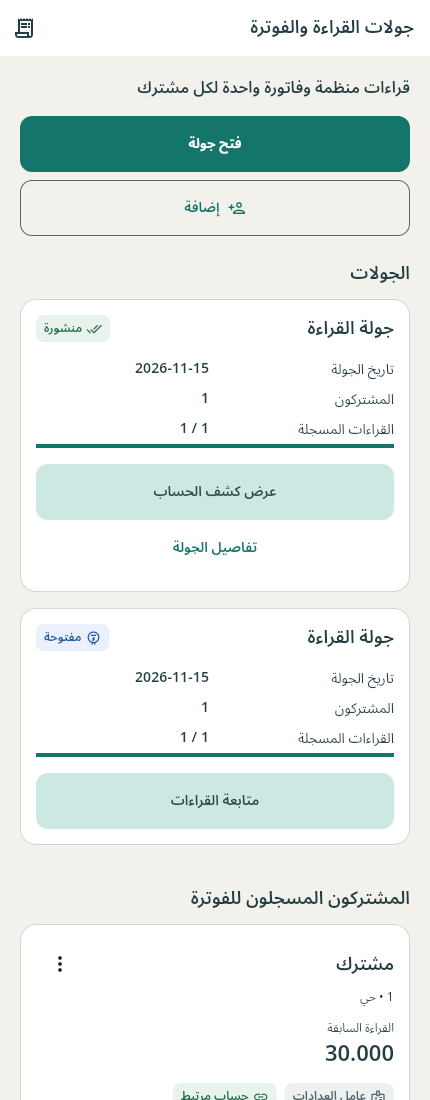 جولات القراءة والفوترة
قراءات منظمة وفاتورة واحدة لكل مشترك
فتح جولة
إضافة
الجولات
جولة القراءة
منشورة
تاريخ الجولة 2026-11-15
المشتركون 1
القراءات المسجلة 1 / 1
عرض كشف الحساب
تفاصيل الجولة
جولة القراءة
مفتوحة
تاريخ الجولة 2026-11-15
المشتركون 1
القراءات المسجلة 1 / 1
متابعة القراءات
المشتركون المسجلون للفوترة
مشترك
1 • حي
القراءة السابقة
30.000
عامل العدادات
حساب مرتبط